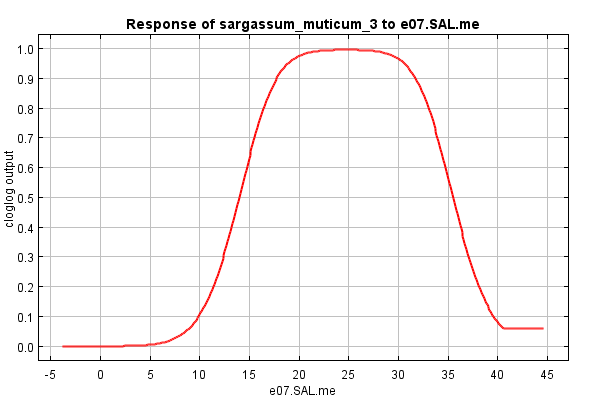 Response of sargassum_muticum_3 to e07.SAL.me
1.0
0.9
0.8
0.7
0.6
0.5
0.4
0.3
0.2
0.1
0.0
cloglog output
-5 0 5 10 15 20 25 30 35 40 45
e07.SAL.me